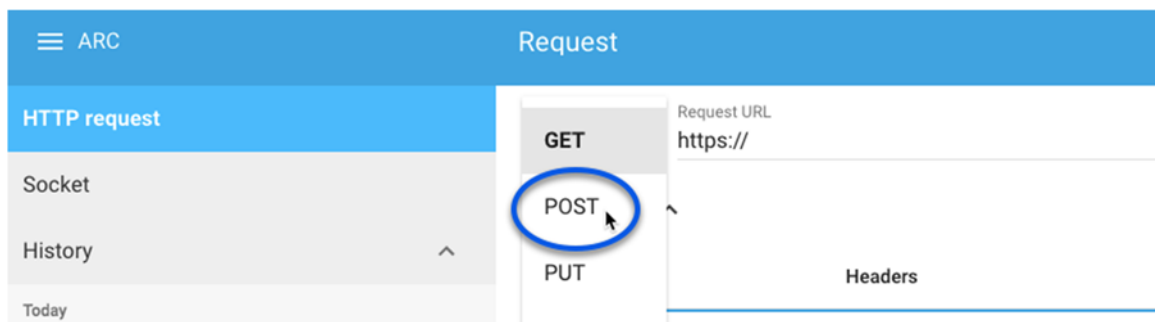 ARC
Request
HTTP request
GET
Request URL
https://
Socket
POST
History
PUT
Headers
Today